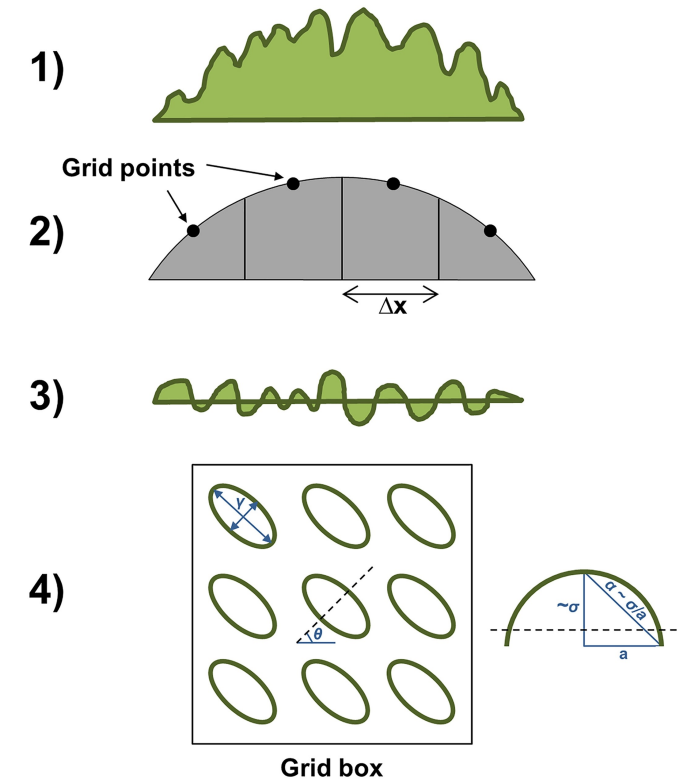 1)
Grid points
2)
Δx
3)
γ
4)
θ
α ~ σ/a
~σ
a
Grid box